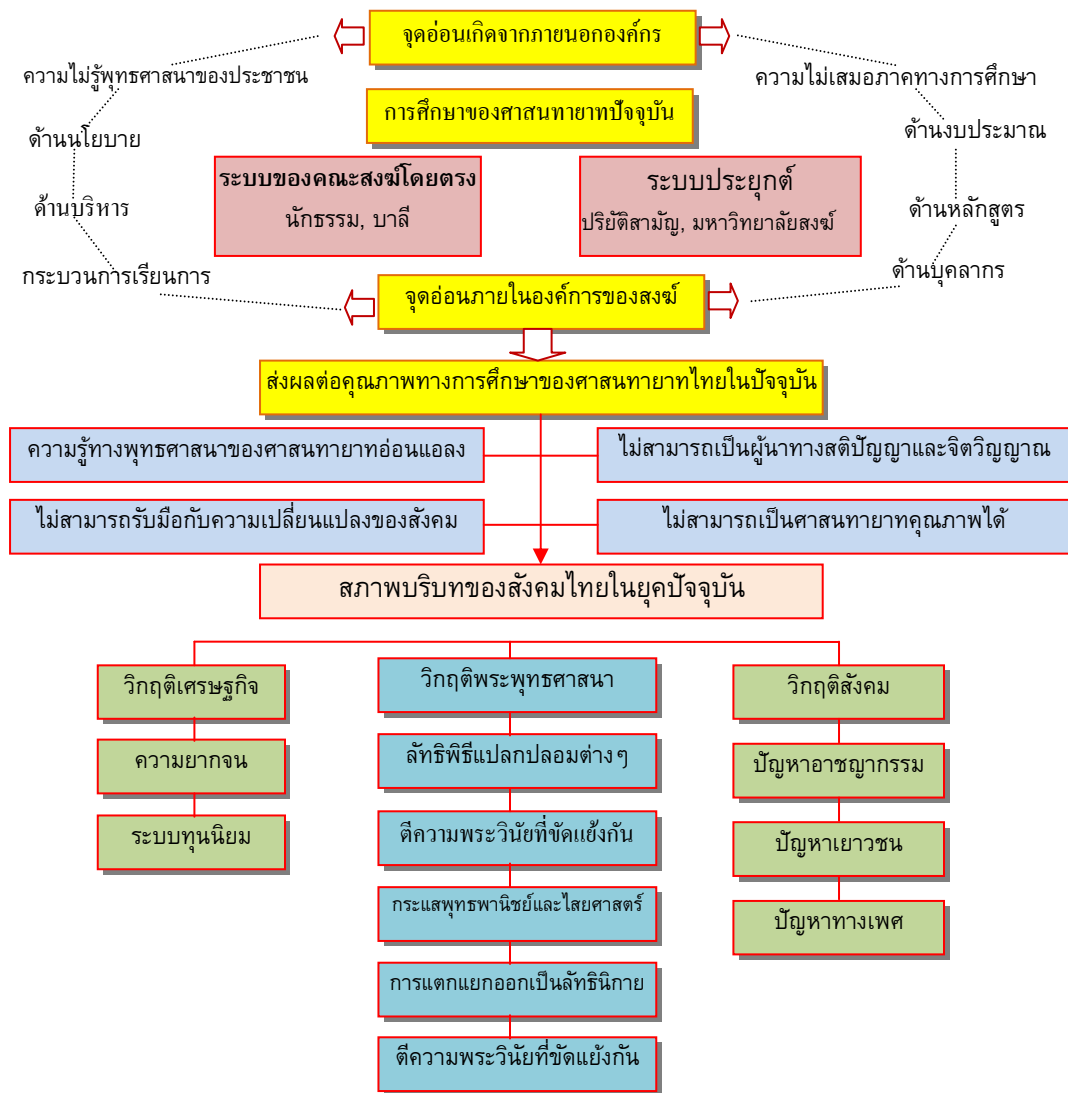 จุดอ่อนเกิดจากภายนอกองค์กร
ความไม่รู้พุทธศาสนาของประชาชน
ความไม่เสมอภาคทางการศึกษา
การศึกษาของศาสนทายาทปัจจุบัน
ด้านนโยบาย
ด้านงบประมาณ
ระบบของคณะสงฆ์โดยตรง
นักธรรม, บาลี
ระบบประยุกต์
ปริยัติสามัญ, มหาวิทยาลัยสงฆ์
ด้านบริหาร
ด้านหลักสูตร
กระบวนการเรียนการ
ด้านบุคลากร
จุดอ่อนภายในองค์การของสงฆ์
ส่งผลต่อคุณภาพทางการศึกษาของศาสนทายาทไทยในปัจจุบัน
ความรู้ทางพุทธศาสนาของศาสนทายาทอ่อนแอลง
ไม่สามารถเป็นผู้นาทางสติปัญญาและจิตวิญญาณ
ไม่สามารถรับมือกับความเปลี่ยนแปลงของสังคม
ไม่สามารถเป็นศาสนทายาทคุณภาพได้
สภาพบริบทของสังคมไทยในยุคปัจจุบัน
วิกฤติเศรษฐกิจ
วิกฤติพระพุทธศาสนา
วิกฤติสังคม
ความยากจน
ลัทธิพิธีแปลกปลอมต่างๆ
ปัญหาอาชญากรรม
ระบบทุนนิยม
ตีความพระวินัยที่ขัดแย้งกัน
ปัญหาเยาวชน
กระแสพุทธพานิชย์และไสยศาสตร์
ปัญหาทางเพศ
การแตกแยกออกเป็นลัทธินิกาย
ตีความพระวินัยที่ขัดแย้งกัน